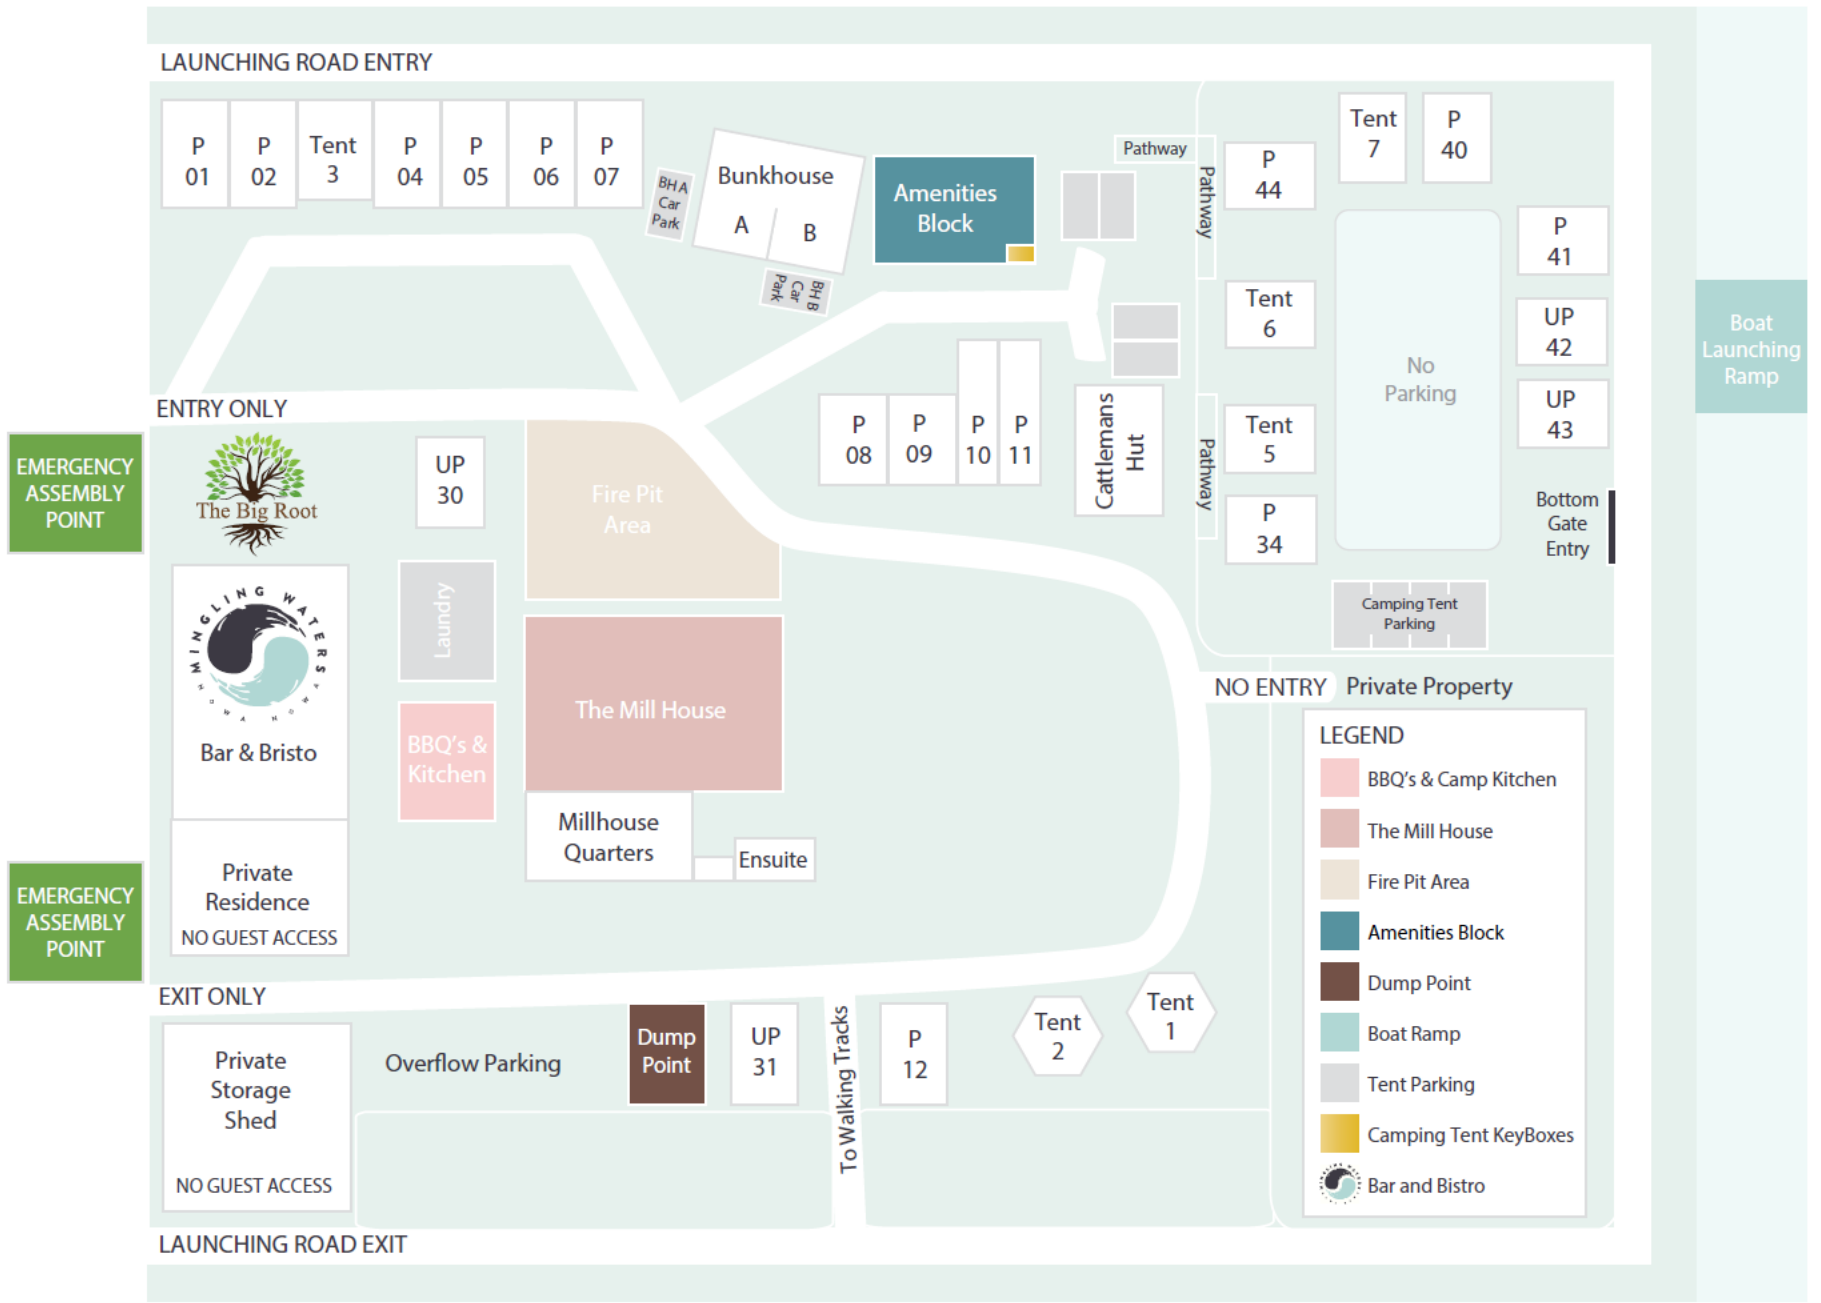 LAUNCHING ROAD ENTRY
P
01
P
02
Tent
3
P
04
P
05
P
06
P
07
BH A
Car
Park
Bunkhouse
A
B
BH B
Car
Park
Amenities
Block
Pathway
Pathway
P
44
Tent
7
P
40
P
41
UP
42
UP
43
Tent
6
No
Parking
Boat
Launching
Ramp
ENTRY ONLY
EMERGENCY
ASSEMBLY
POINT
The Big Root
UP
30
Fire Pit
Area
P
08
P
09
P
10
P
11
Cattlemans
Hut
Pathway
Tent
5
P
34
Bottom
Gate
Entry
Camping Tent
Parking
MINGLING WATERS
NOWA NOWA
Bar & Bristo
Laundry
The Mill House
BBQ's &
Kitchen
Millhouse
Quarters
Ensuite
NO ENTRY
Private Property
Private
Residence
NO GUEST ACCESS
EMERGENCY
ASSEMBLY
POINT
EXIT ONLY
Private
Storage
Shed
NO GUEST ACCESS
Overflow Parking
Dump
Point
UP
31
To Walking Tracks
P
12
Tent
2
Tent
1
LEGEND
BBQ's & Camp Kitchen
The Mill House
Fire Pit Area
Amenities Block
Dump Point
Boat Ramp
Tent Parking
Camping Tent KeyBoxes
Bar and Bistro
LAUNCHING ROAD EXIT